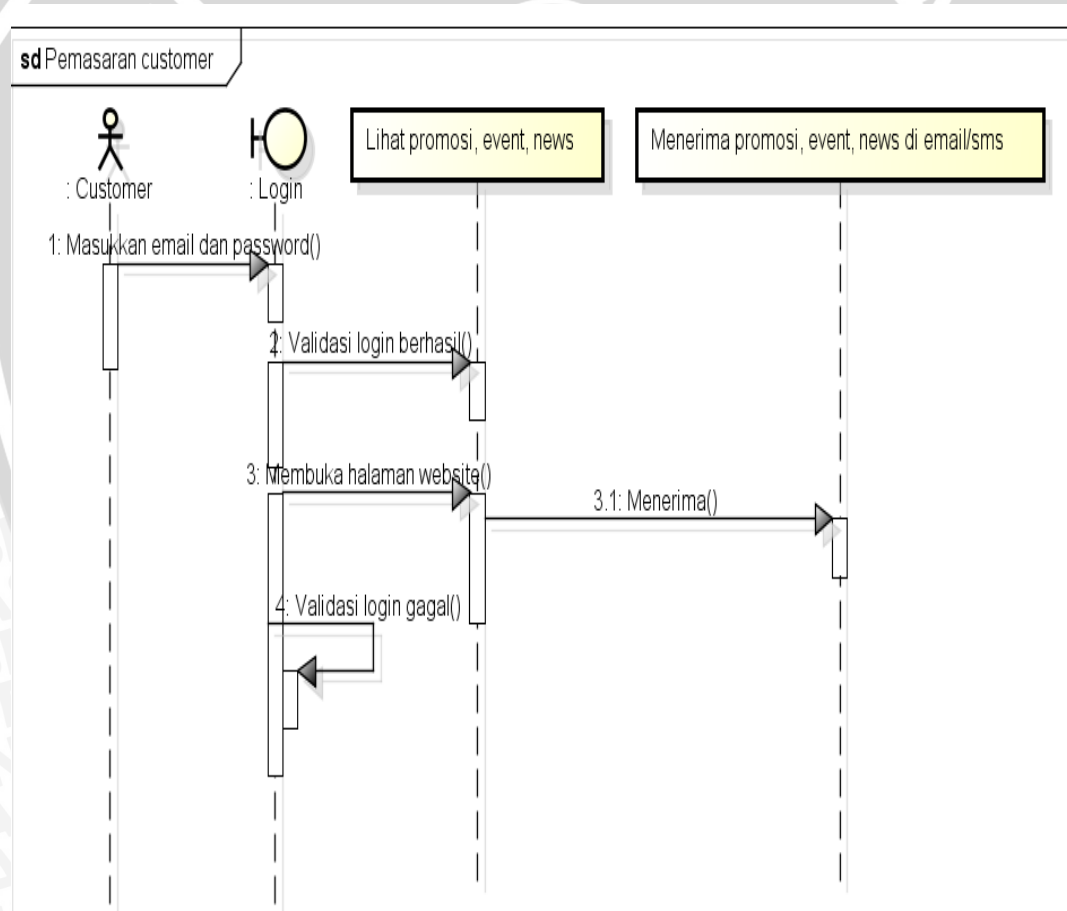 sd Pemasaran customer
Lihat promosi, event, news
Menerima promosi, event, news di email/sms
: Customer
: Login
1: Masukkan email dan password()
2: Validasi login berhasil()
3: Membuka halaman website()
3.1: Menerima()
4: Validasi login gagal()